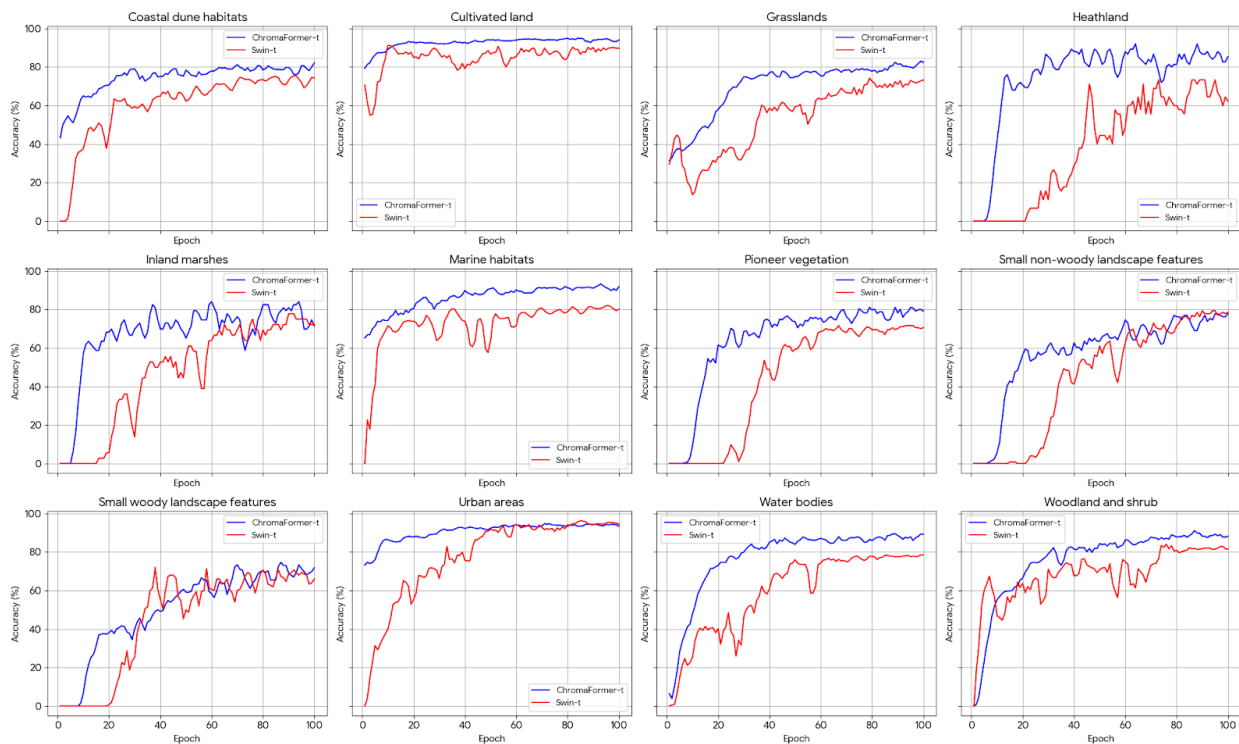 Coastal dune habitats
Accuracy (%)
100
80
60
40
20
0
ChromaFormer-t
Swin-t
Epoch
Cultivated land
Accuracy (%)
ChromaFormer-t
Swin-t
Epoch
Grasslands
Accuracy (%)
ChromaFormer-t
Swin-t
Epoch
Heathland
Accuracy (%)
ChromaFormer-t
Swin-t
Epoch
Inland marshes
Accuracy (%)
100
80
60
40
20
0
ChromaFormer-t
Swin-t
Epoch
Marine habitats
Accuracy (%)
ChromaFormer-t
Swin-t
Epoch
Pioneer vegetation
Accuracy (%)
ChromaFormer-t
Swin-t
Epoch
Small non-woody landscape features
Accuracy (%)
ChromaFormer-t
Swin-t
Epoch
Small woody landscape features
Accuracy (%)
100
80
60
40
20
0
ChromaFormer-t
Swin-t
0 20 40 60 80 100
Epoch
Urban areas
Accuracy (%)
ChromaFormer-t
Swin-t
0 20 40 60 80 100
Epoch
Water bodies
Accuracy (%)
ChromaFormer-t
Swin-t
0 20 40 60 80 100
Epoch
Woodland and shrub
Accuracy (%)
ChromaFormer-t
Swin-t
0 20 40 60 80 100
Epoch